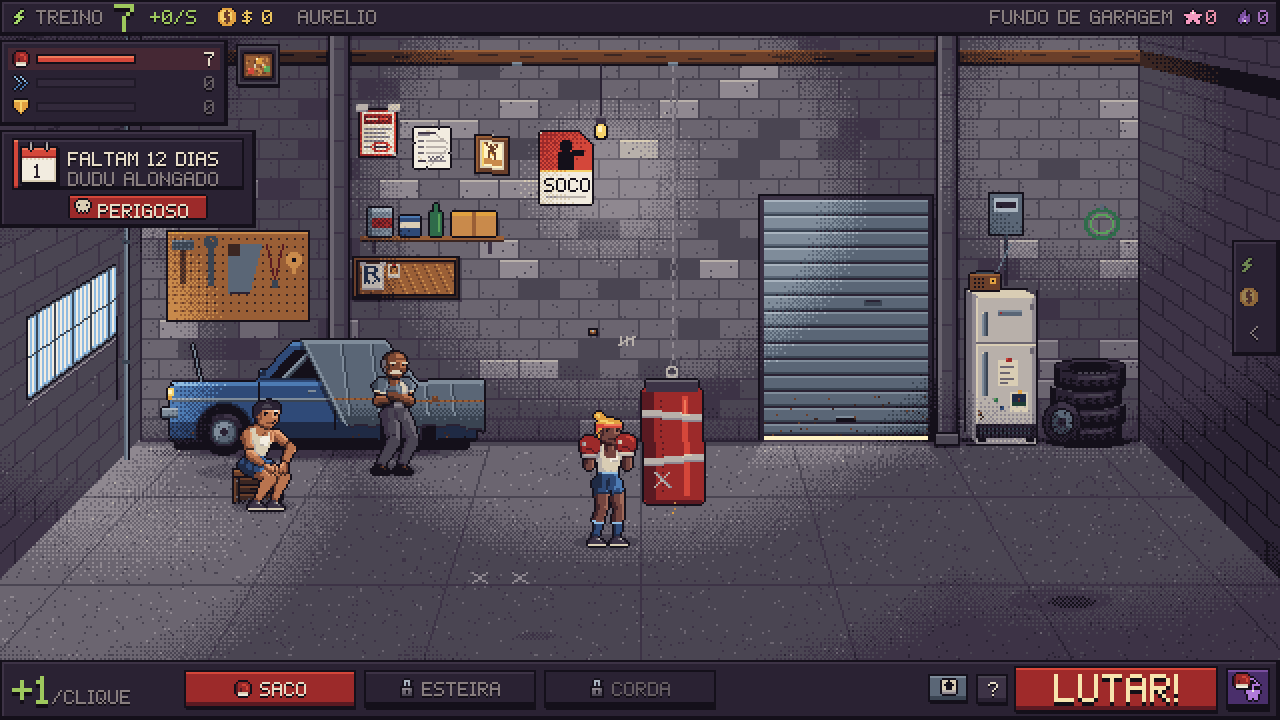 TREINO 7 +0/S $ 0 AURELIO
FUNDO DE GARAGEM 0 0
7
0
0
1
FALTAM 12 DIAS
DUDU ALONGADO
PERIGOSO
SOCO
R
+1/CLIQUE
SACO
ESTEIRA
CORDA
?
LUTAR!